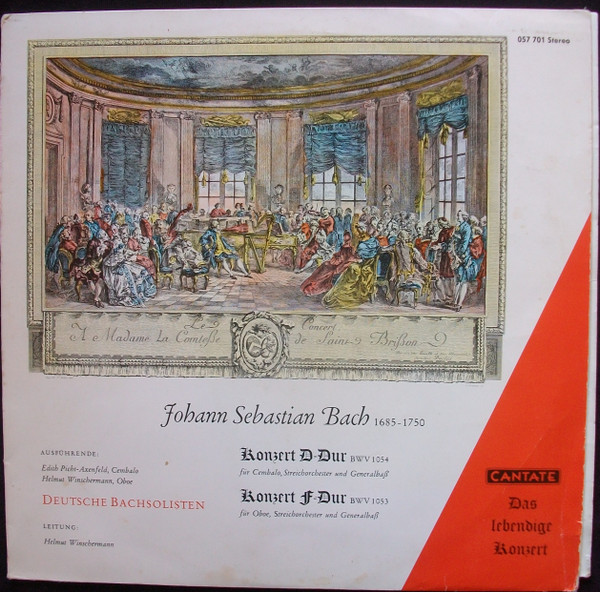 057 701 Stereo
Le Concert
A Madame La Comteße de Saint Brißon
Johann Sebastian Bach 1685-1750
AUSFÜHRENDE:
Edith Picht-Axenfeld, Cembalo
Helmut Winschermann, Oboe
DEUTSCHE BACHSOLISTEN
LEITUNG:
Helmut Winschermann
Konzert D-Dur BWV 1054
für Cembalo, Streichorchester und Generalbaß
Konzert F-Dur BWV 1053
für Oboe, Streichorchester und Generalbaß
CANTATE
Das
lebendige
Konzert